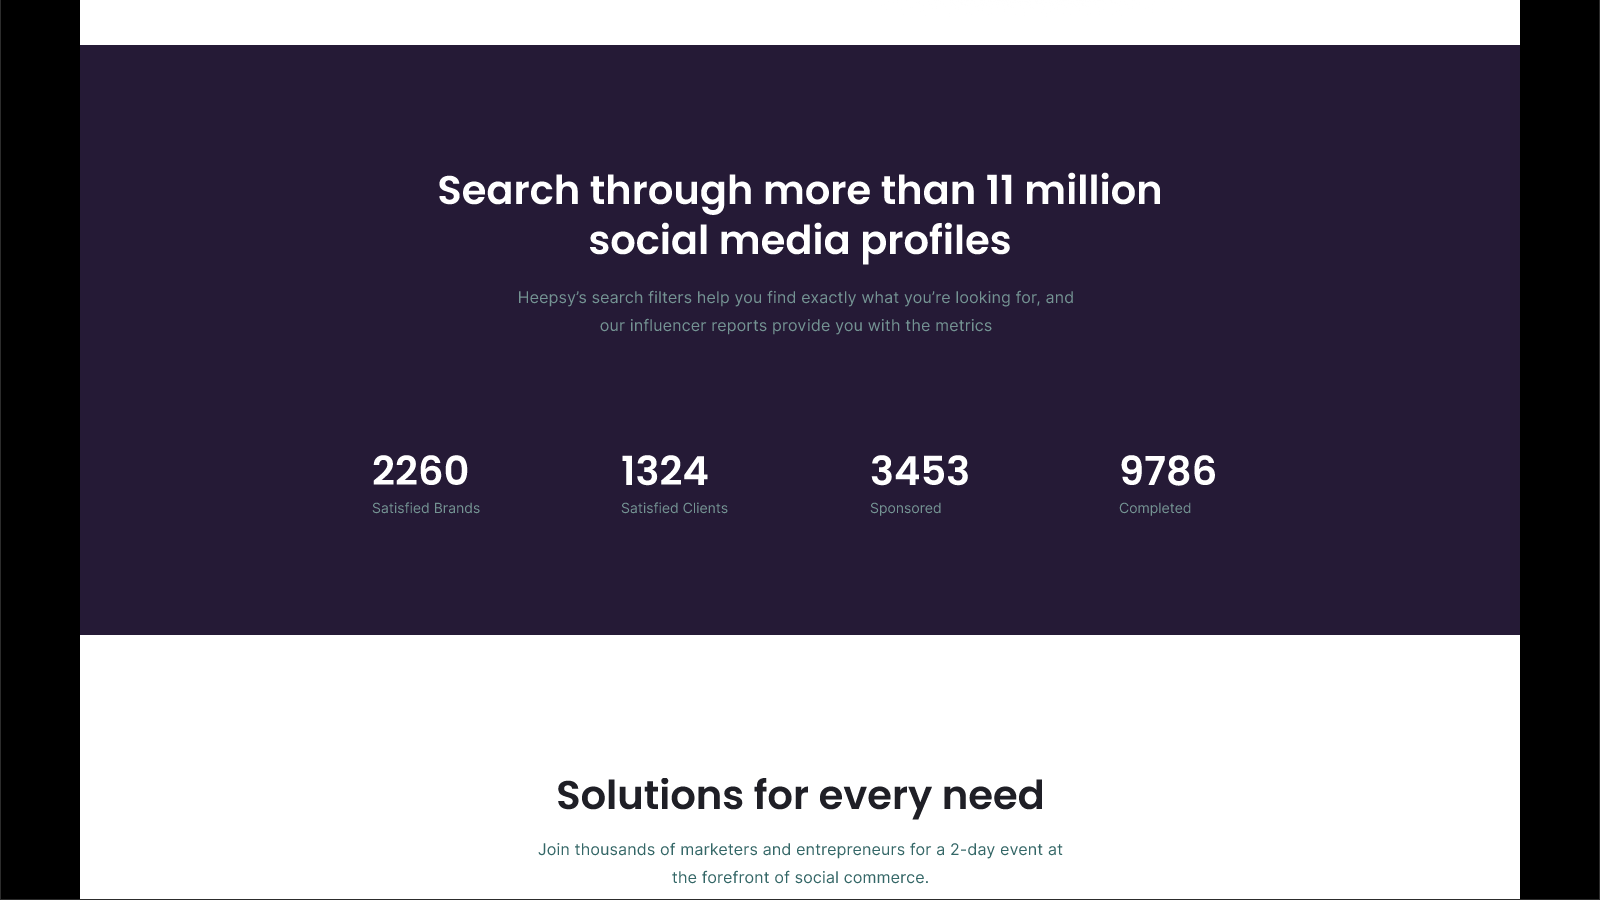 Search through more than 11 million
social media profiles
Heepsy’s search filters help you find exactly what you’re looking for, and
our influencer reports provide you with the metrics
2260
Satisfied Brands
1324
Satisfied Clients
3453
Sponsored
9786
Completed
Solutions for every need
Join thousands of marketers and entrepreneurs for a 2-day event at
the forefront of social commerce.